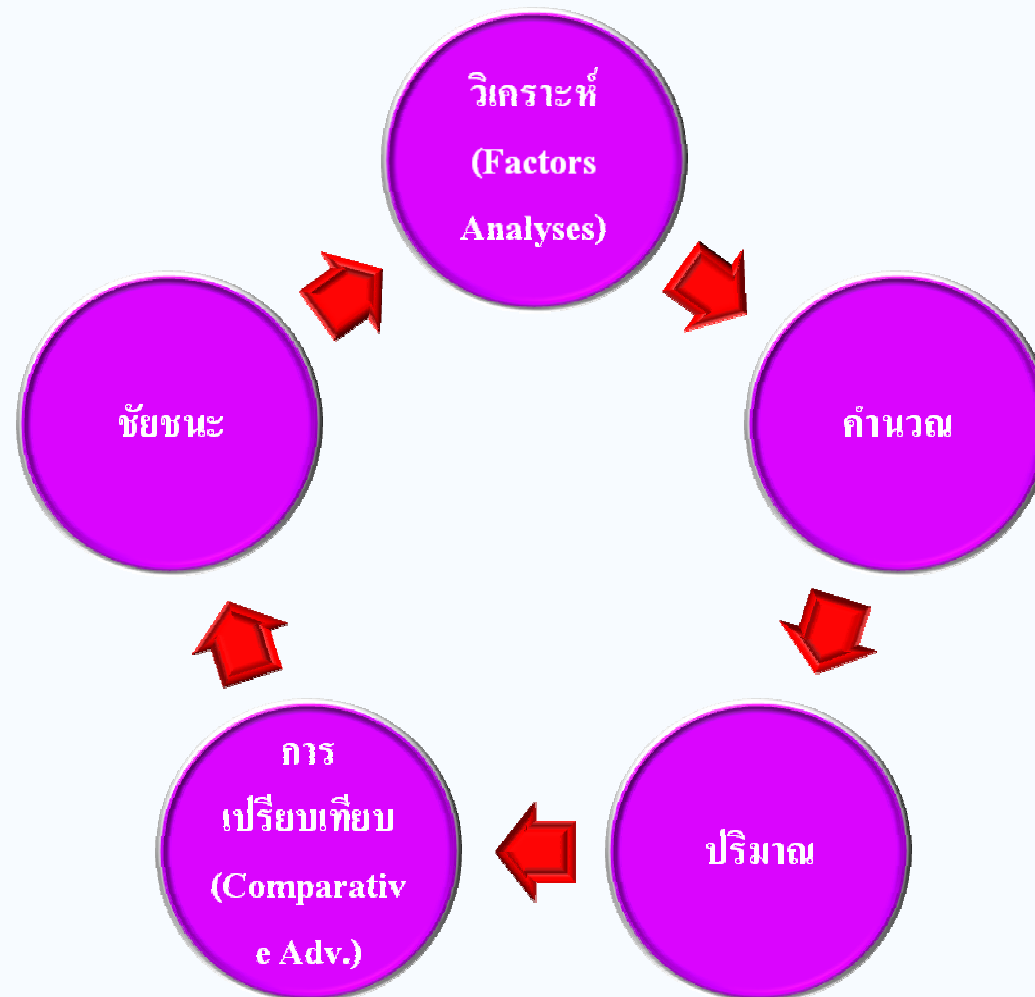 วิเคราะห์
(Factors
Analyses)
คำนวณ
ปริมาณ
การ
เปรียบเทียบ
(Comparativ
e Adv.)
ชัยชนะ